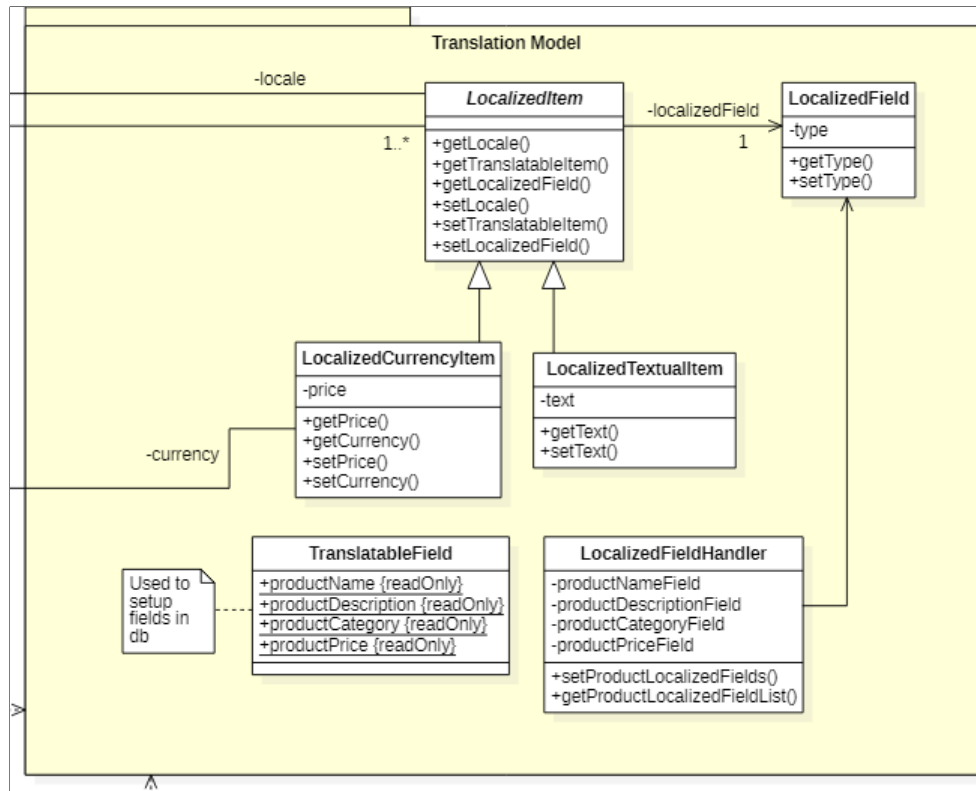 Translation Model
-locale
LocalizedItem
1..*
+getLocale()
+getTranslatableItem()
+getLocalizedField()
+setLocale()
+setTranslatableItem()
+setLocalizedField()
-localizedField
1
LocalizedField
-type
+getType()
+setType()
LocalizedCurrencyItem
-price
+getPrice()
+getCurrency()
+setPrice()
+setCurrency()
-currency
LocalizedTextualItem
-text
+getText()
+setText()
Used to
setup
fields in
db
TranslatableField
+productName {readOnly}
+productDescription {readOnly}
+productCategory {readOnly}
+productPrice {readOnly}
LocalizedFieldHandler
-productNameField
-productDescriptionField
-productCategoryField
-productPriceField
+setProductLocalizedFields()
+getProductLocalizedFieldList()